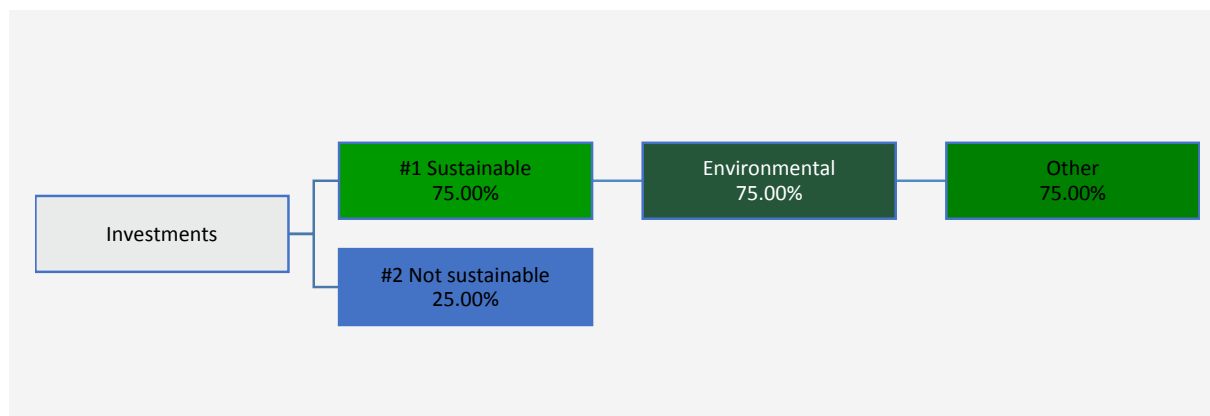 Investments
#1 Sustainable
75.00%
#2 Not sustainable
25.00%
Environmental
75.00%
Other
75.00%